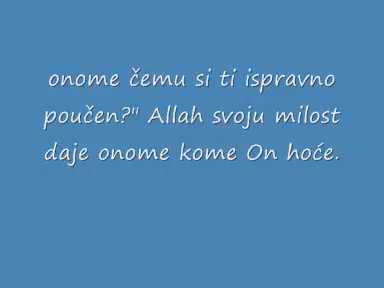 onome čemu si ti ispravno
poučen?" Allah svoju milost
daje onome kome On hoće.